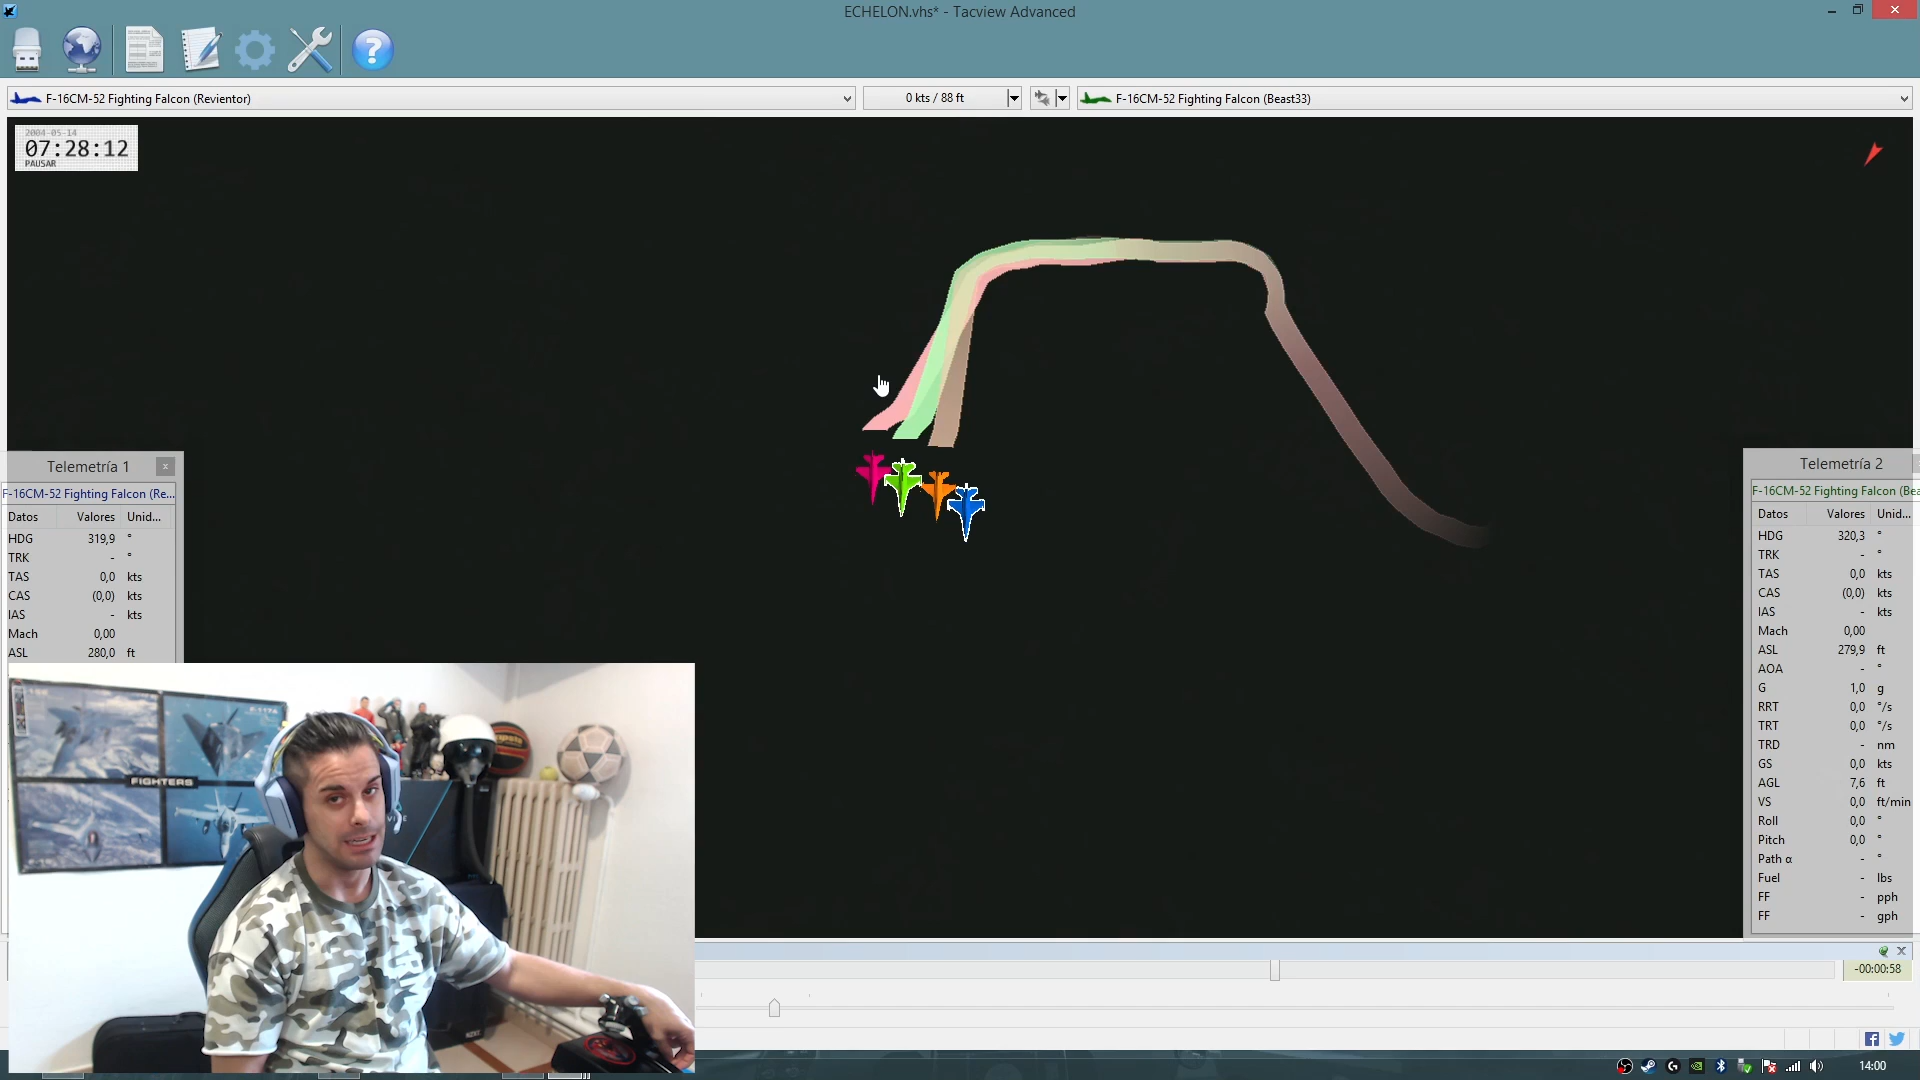 ECHELON.vhs* - Tacview Advanced
F-16CM-52 Fighting Falcon (Revientor)
0 kts / 88 ft
F-16CM-52 Fighting Falcon (Beast33)
2004-05-14
07:28:12
PAUSAR
Telemetría 1
F-16CM-52 Fighting Falcon (Re...
Datos Valores Unid...
HDG 319,9 °
TRK - °
TAS 0,0 kts
CAS (0,0) kts
IAS - kts
Mach 0,00
ASL 280,0 ft
Telemetría 2
F-16CM-52 Fighting Falcon (Bea
Datos Valores Unid...
HDG 320,3 °
TRK - °
TAS 0,0 kts
CAS (0,0) kts
IAS - kts
Mach 0,00
ASL 279,9 ft
AOA - °
G 1,0 g
RRT 0,0 °/s
TRT 0,0 °/s
TRD - nm
GS 0,0 kts
AGL 7,6 ft
VS 0,0 ft/min
Roll 0,0 °
Pitch 0,0 °
Path α - °
Fuel - lbs
FF - pph
FF - gph
FIGHTERS
F-117A
-00:00:58
14:00